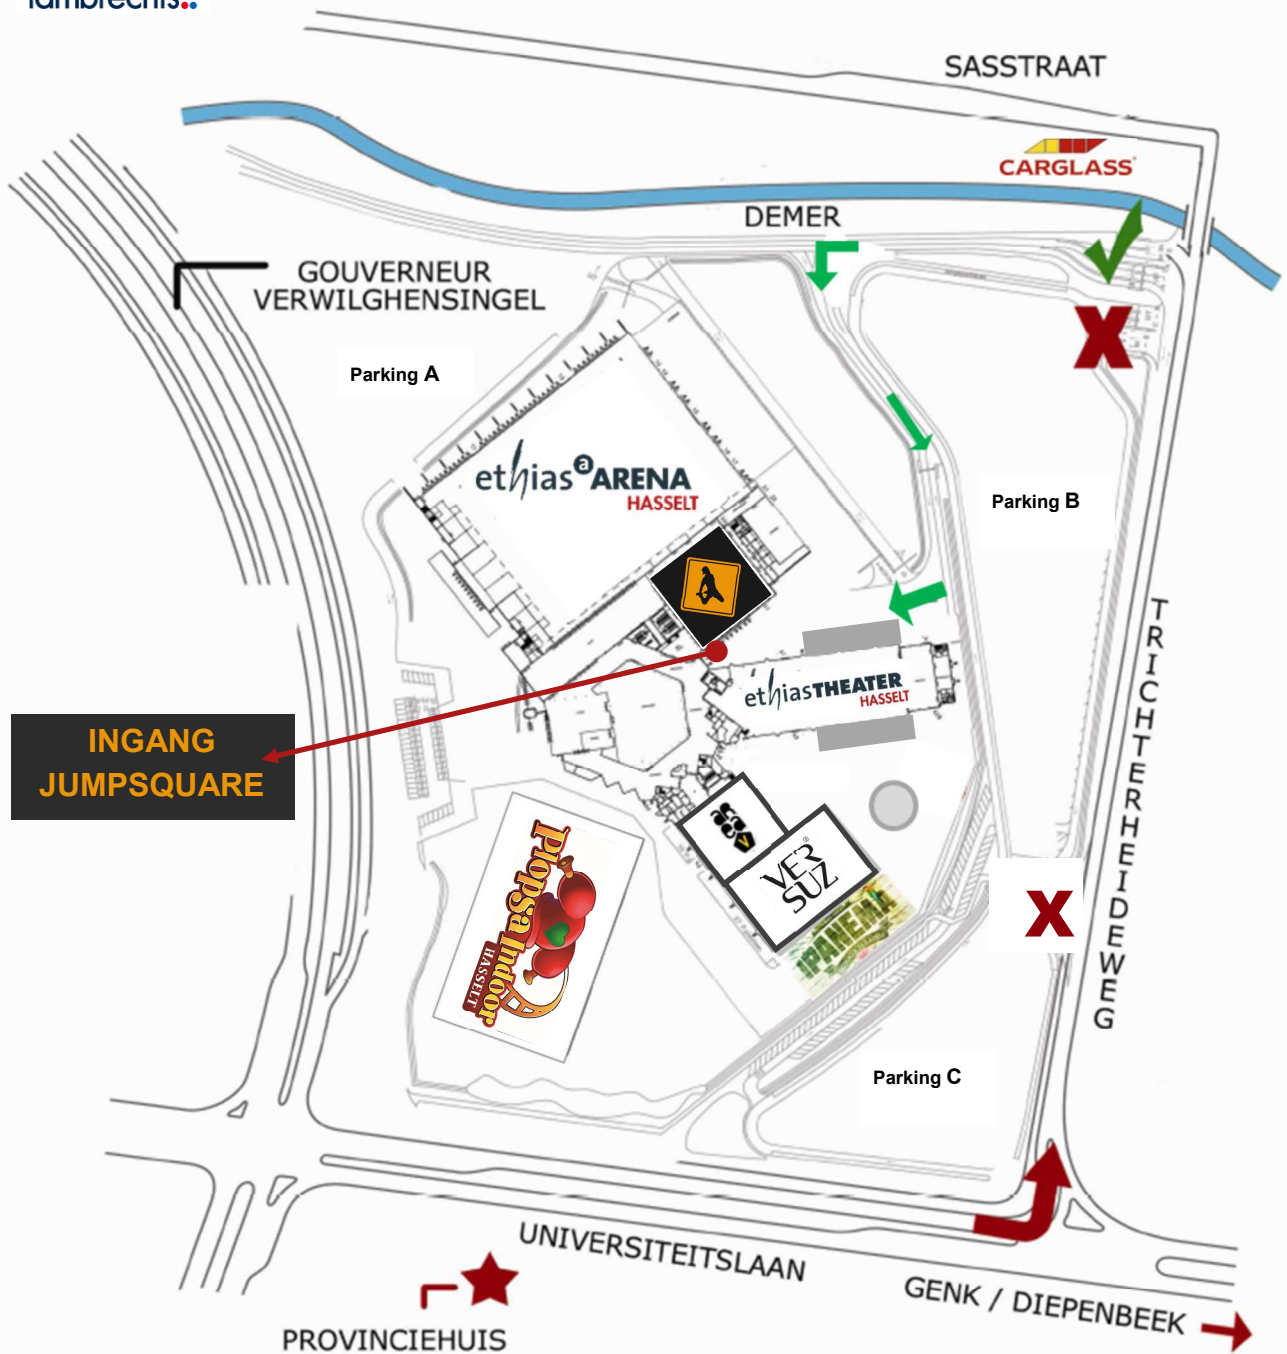 lambrechts
SASSTRAAT
CARGLASS
DEMER
GOUVERNEUR
VERWILGHENSINGEL
Parking A
ethias a ARENA
HASSELT
Parking B
TRICHTERHEIDEWEG
ethias THEATER
HASSELT
INGANG
JUMPSQUARE
VER
SUZ
Plopsa Indoor
HASSELT
IPANEMA
X
X
Parking C
UNIVERSITEITSLAAN
GENK / DIEPENBEEK
PROVINCIEHUIS